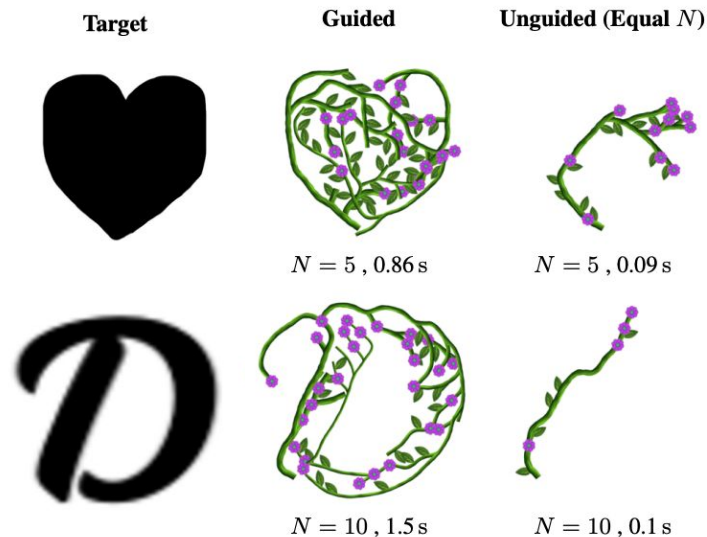 Target Guided Unguided (Equal N)
N = 5 , 0.86 s N = 5 , 0.09 s
D
N = 10 , 1.5 s N = 10 , 0.1 s